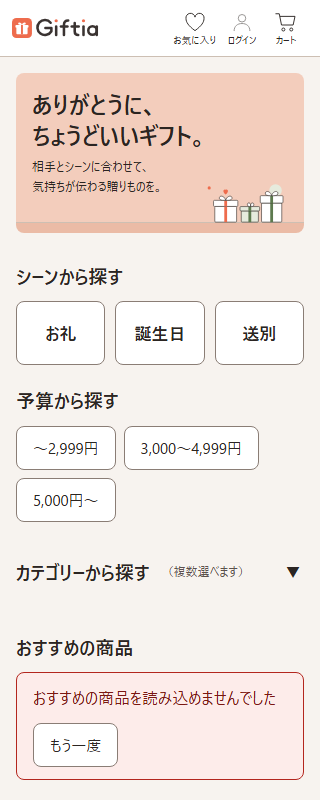 Giftia
お気に入り
ログイン
カート
ありがとうに、
ちょうどいいギフト。
相手とシーンに合わせて、
気持ちが伝わる贈りものを。
シーンから探す
お礼
誕生日
送別
予算から探す
～2,999円
3,000～4,999円
5,000円～
カテゴリーから探す （複数選べます） ▼
おすすめの商品
おすすめの商品を読み込めませんでした
もう一度